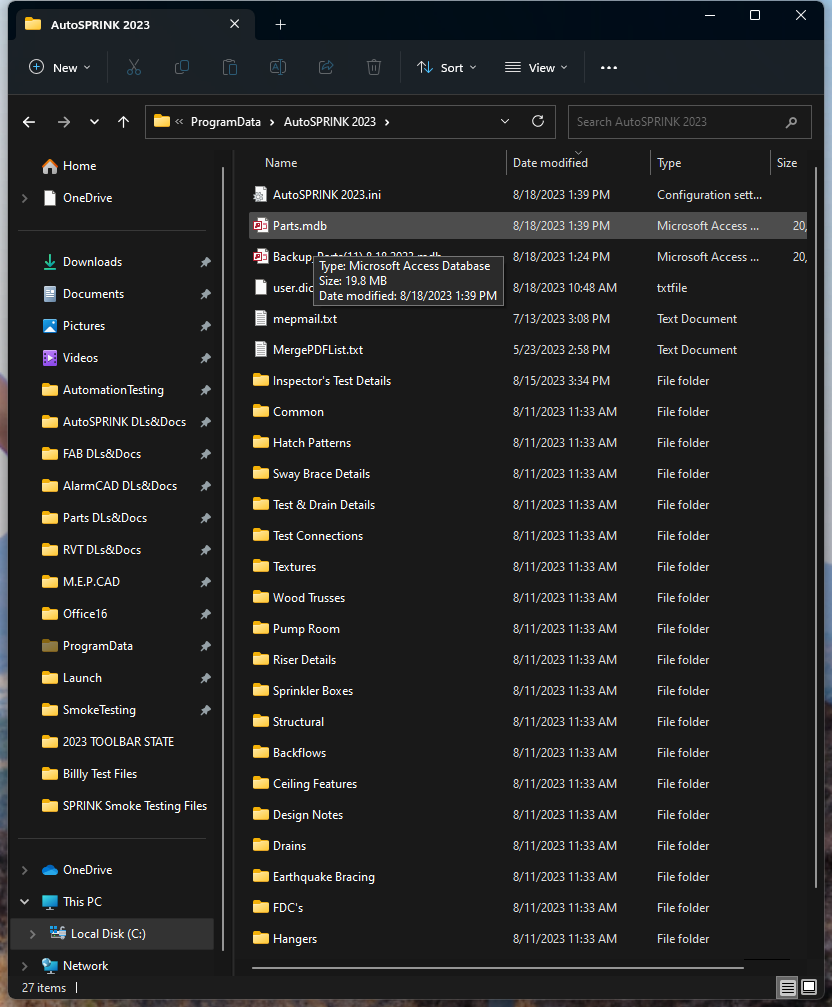 AutoSPRINK 2023
New
Sort
View
ProgramData > AutoSPRINK 2023 >
Search AutoSPRINK 2023
Name Date modified Type Size
Home
OneDrive
Downloads
Documents
Pictures
Videos
AutomationTesting
AutoSPRINK DLs&Docs
FAB DLs&Docs
AlarmCAD DLs&Docs
Parts DLs&Docs
RVT DLs&Docs
M.E.P.CAD
Office16
ProgramData
Launch
SmokeTesting
2023 TOOLBAR STATE
Billly Test Files
SPRINK Smoke Testing Files
OneDrive
This PC
Local Disk (C:)
Network
AutoSPRINK 2023.ini 8/18/2023 1:39 PM Configuration sett...
Parts.mdb 8/18/2023 1:39 PM Microsoft Access ... 20,
Backup Parts(11) 8-18-2023.mdb 8/18/2023 1:24 PM Microsoft Access ... 20,
user.dic 8/18/2023 10:48 AM txtfile
Type: Microsoft Access Database
Size: 19.8 MB
Date modified: 8/18/2023 1:39 PM
mepmail.txt 7/13/2023 3:08 PM Text Document
MergePDFList.txt 5/23/2023 2:58 PM Text Document
Inspector's Test Details 8/15/2023 3:34 PM File folder
Common 8/11/2023 11:33 AM File folder
Hatch Patterns 8/11/2023 11:33 AM File folder
Sway Brace Details 8/11/2023 11:33 AM File folder
Test & Drain Details 8/11/2023 11:33 AM File folder
Test Connections 8/11/2023 11:33 AM File folder
Textures 8/11/2023 11:33 AM File folder
Wood Trusses 8/11/2023 11:33 AM File folder
Pump Room 8/11/2023 11:33 AM File folder
Riser Details 8/11/2023 11:33 AM File folder
Sprinkler Boxes 8/11/2023 11:33 AM File folder
Structural 8/11/2023 11:33 AM File folder
Backflows 8/11/2023 11:33 AM File folder
Ceiling Features 8/11/2023 11:33 AM File folder
Design Notes 8/11/2023 11:33 AM File folder
Drains 8/11/2023 11:33 AM File folder
Earthquake Bracing 8/11/2023 11:33 AM File folder
FDC's 8/11/2023 11:33 AM File folder
Hangers 8/11/2023 11:33 AM File folder
27 items